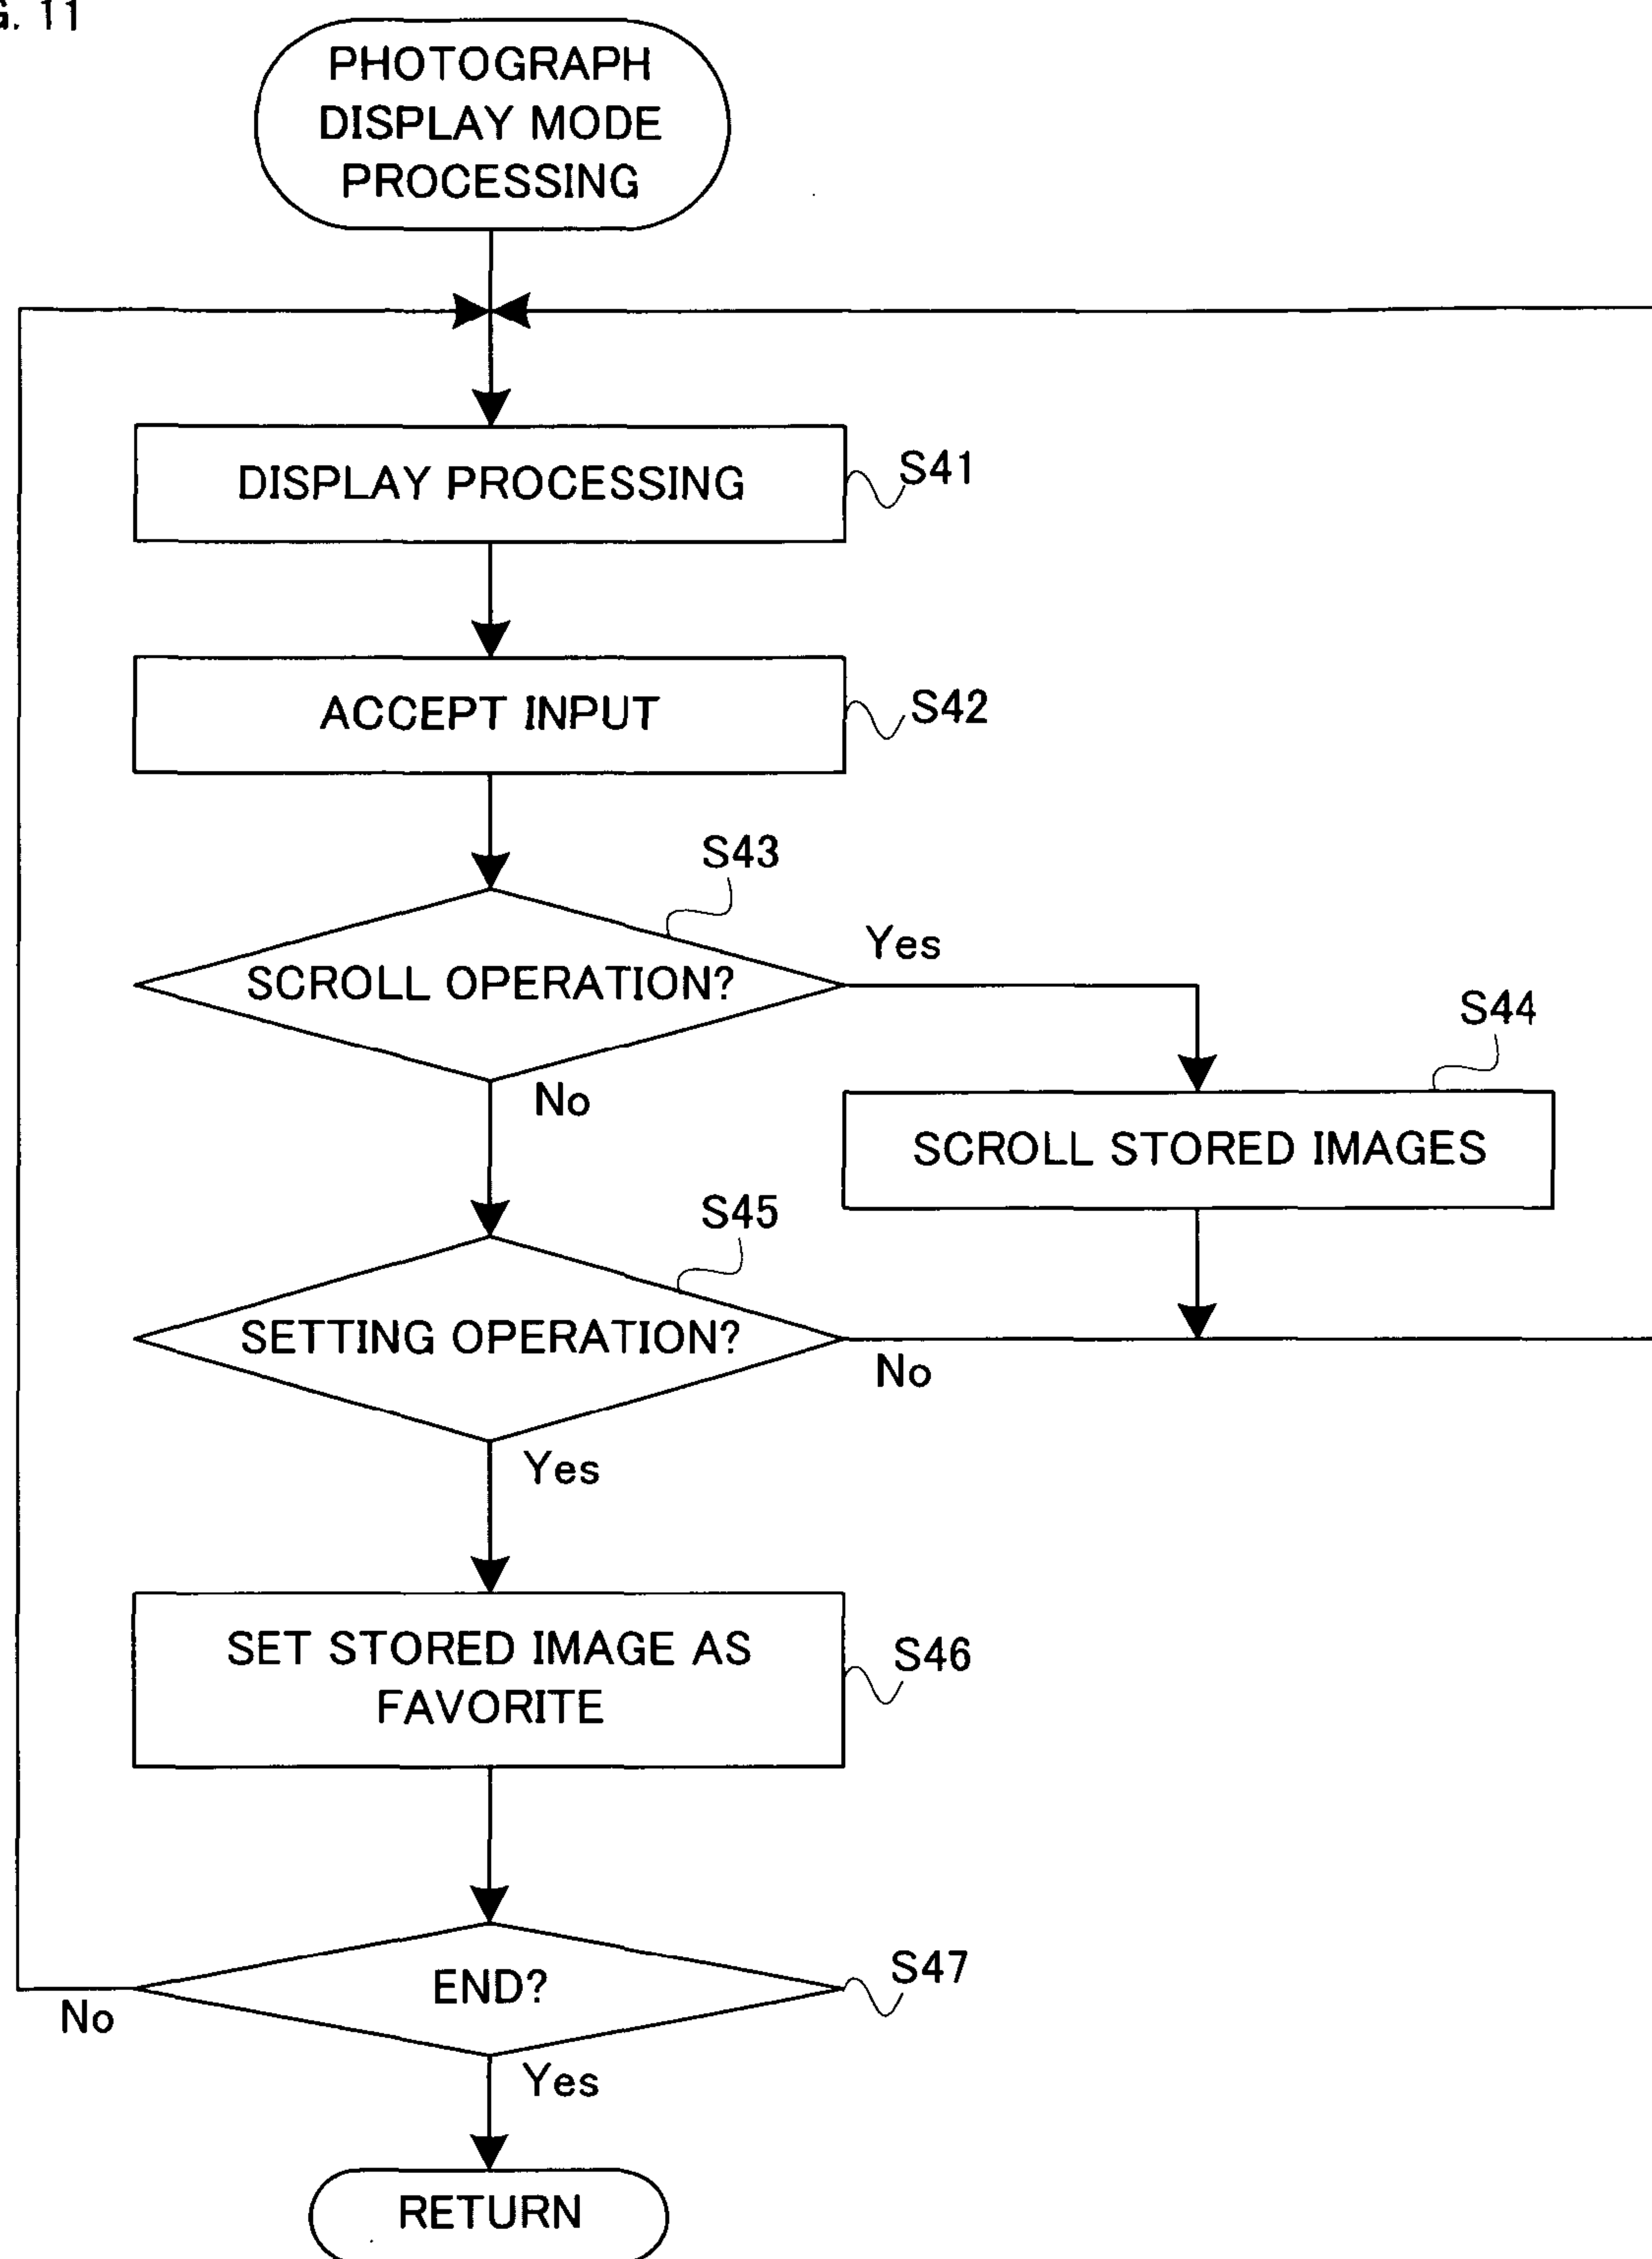 G. 11
PHOTOGRAPH
DISPLAY MODE
PROCESSING
DISPLAY PROCESSING
S41
ACCEPT INPUT
S42
S43
SCROLL OPERATION?
Yes
No
S44
SCROLL STORED IMAGES
S45
SETTING OPERATION?
No
Yes
SET STORED IMAGE AS
FAVORITE
S46
END?
S47
No
Yes
RETURN